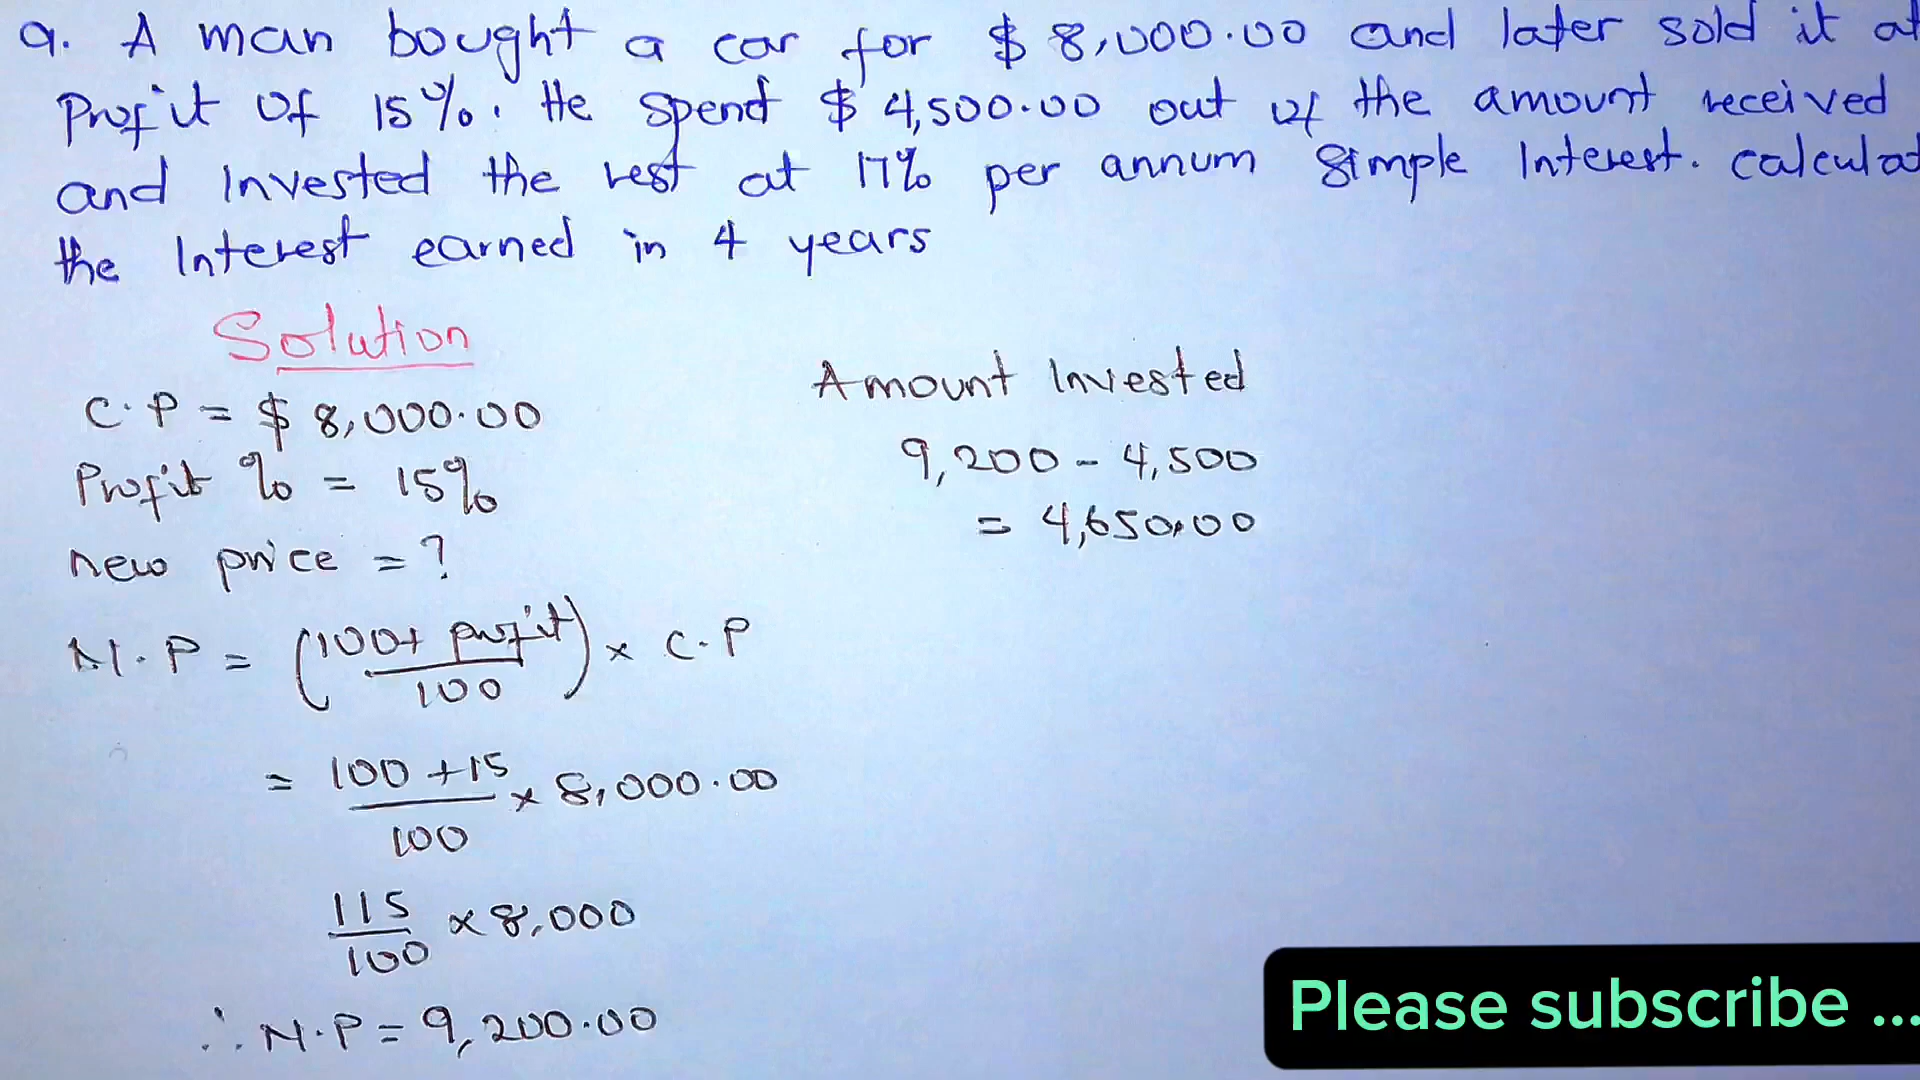 9. A man bought a car for $ 8,000.00 and later sold it at
Profit of 15%. He spend $ 4,500.00 out of the amount received
and Invested the rest at 17% per annum Simple Interest. calculat
the Interest earned in 4 years
Solution
C.P = $ 8,000.00
Profit % = 15%
new price = ?
N.P = (100+ profit / 100) × C.P
= 100 + 15 / 100 × 8,000.00
115 / 100 × 8,000
∴ N.P = 9,200.00
Amount Invested
9,200 - 4,500
= 4,650.00
Please subscribe ...